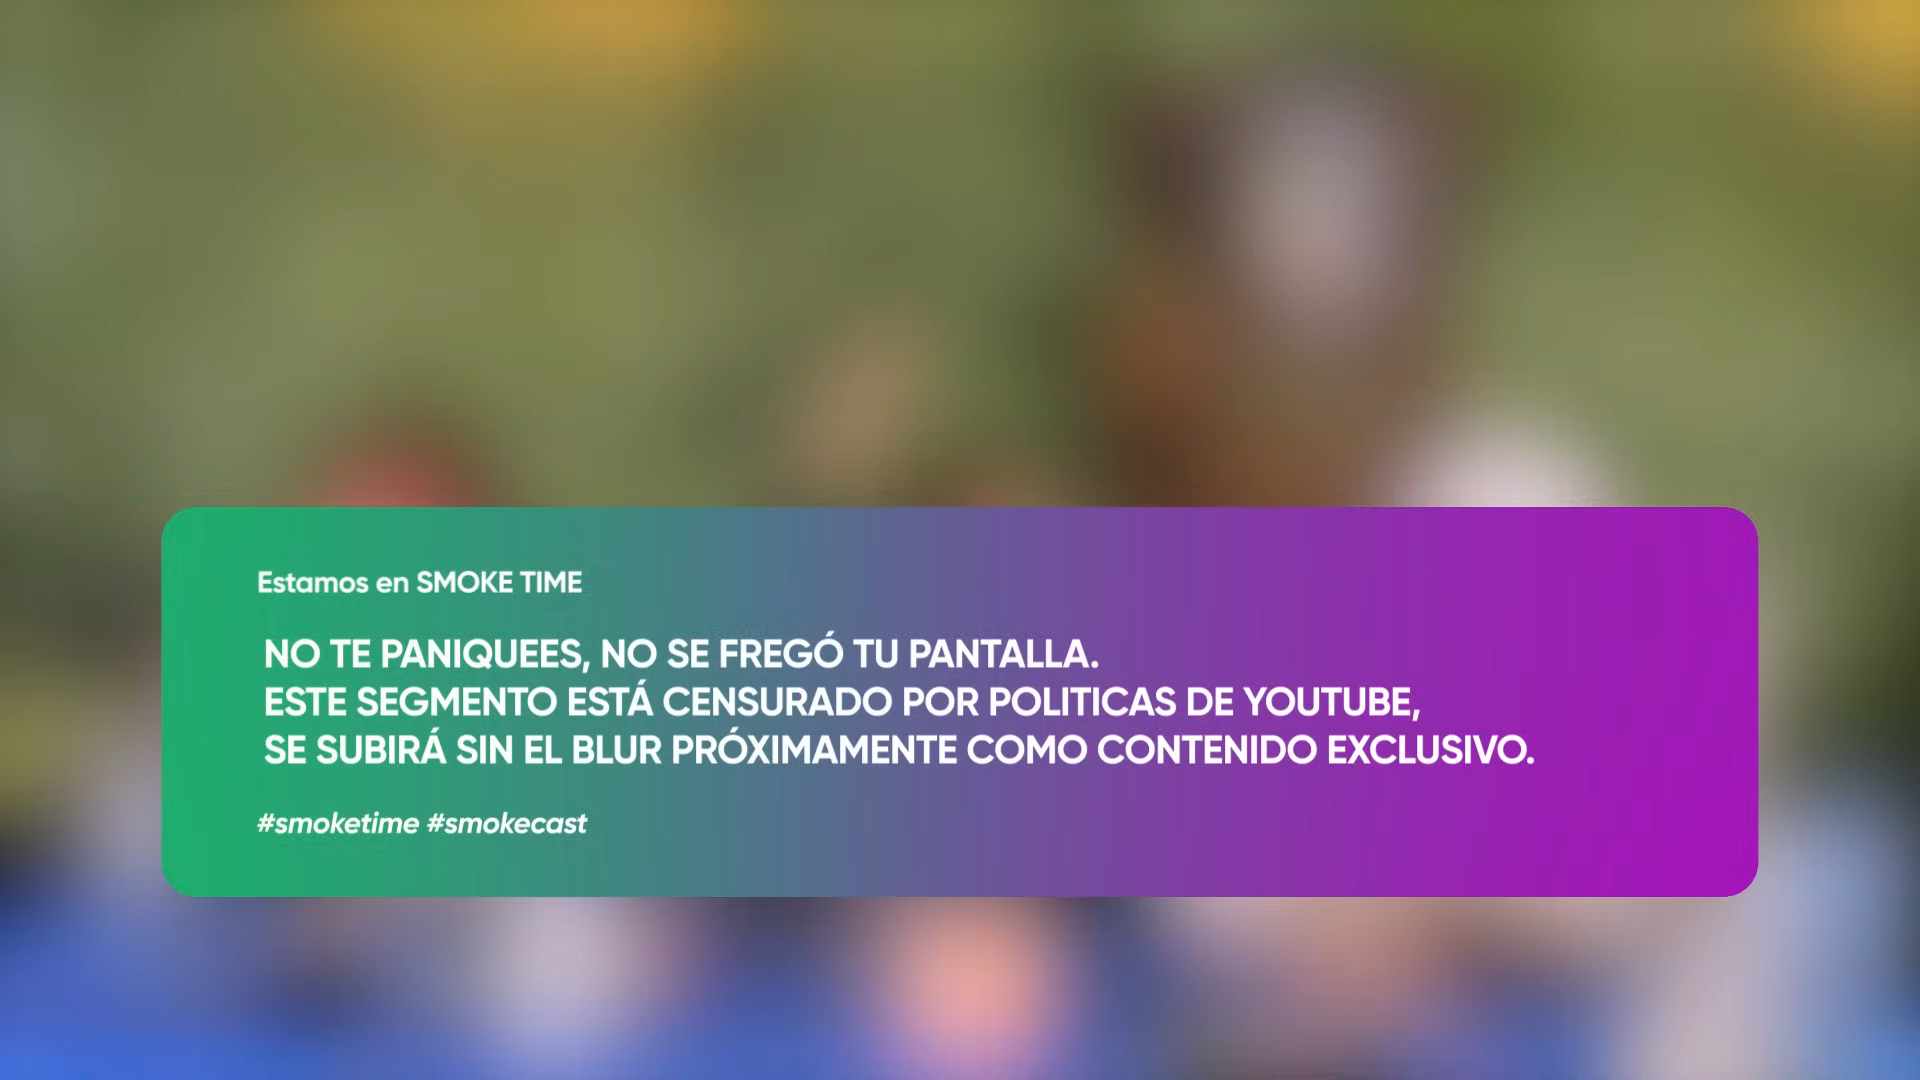 Estamos en SMOKE TIME
NO TE PANIQUEES, NO SE FREGÓ TU PANTALLA.
ESTE SEGMENTO ESTÁ CENSURADO POR POLITICAS DE YOUTUBE,
SE SUBIRÁ SIN EL BLUR PRÓXIMAMENTE COMO CONTENIDO EXCLUSIVO.
#smoketime #smokecast